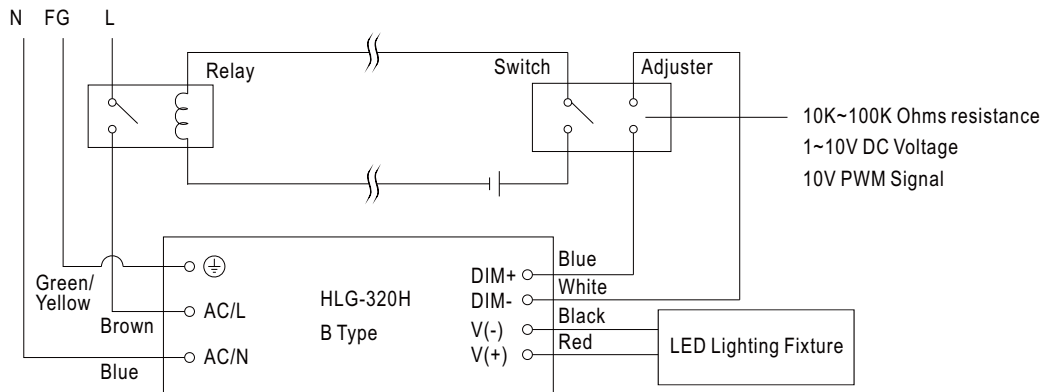 N FG L
Relay
Switch
Adjuster
10K~100K Ohms resistance
1~10V DC Voltage
10V PWM Signal
Green/
Yellow
Brown
AC/L
Blue
AC/N
HLG-320H
B Type
DIM+
Blue
DIM-
White
V(-)
Black
V(+)
Red
LED Lighting Fixture